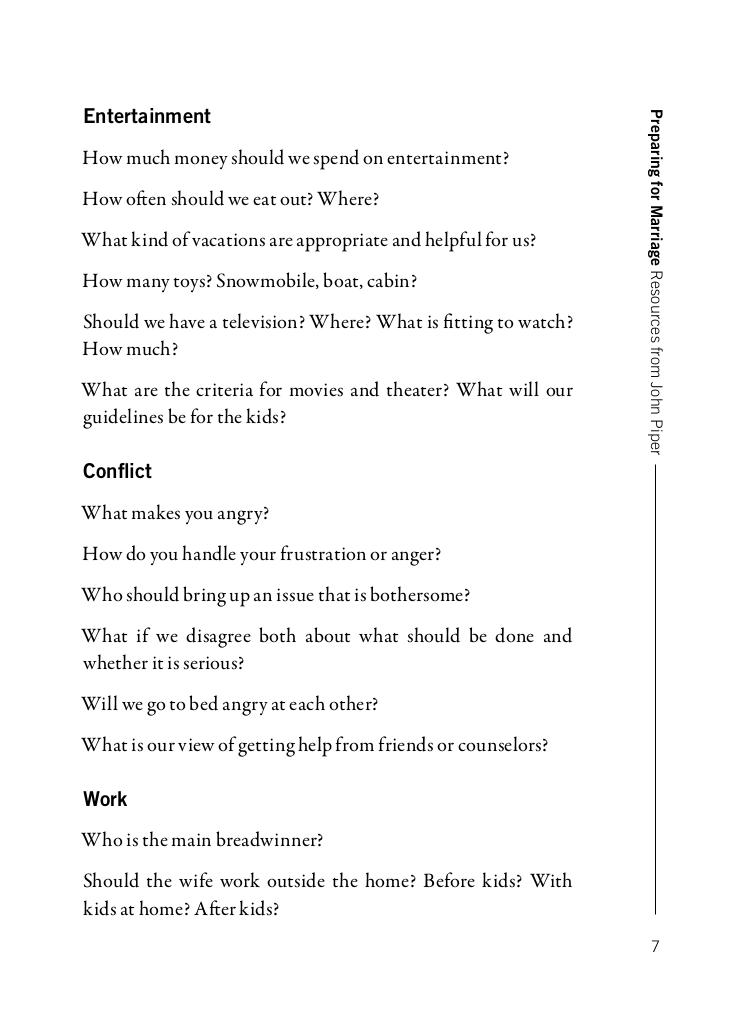 Entertainment
How much money should we spend on entertainment?
How often should we eat out? Where?
What kind of vacations are appropriate and helpful for us?
How many toys? Snowmobile, boat, cabin?
Should we have a television? Where? What is fitting to watch?
How much?
What are the criteria for movies and theater? What will our
guidelines be for the kids?
Conflict
What makes you angry?
How do you handle your frustration or anger?
Who should bring up an issue that is bothersome?
What if we disagree both about what should be done and
whether it is serious?
Will we go to bed angry at each other?
What is our view of getting help from friends or counselors?
Work
Who is the main breadwinner?
Should the wife work outside the home? Before kids? With
kids at home? After kids?
Preparing for Marriage Resources from John Piper
7